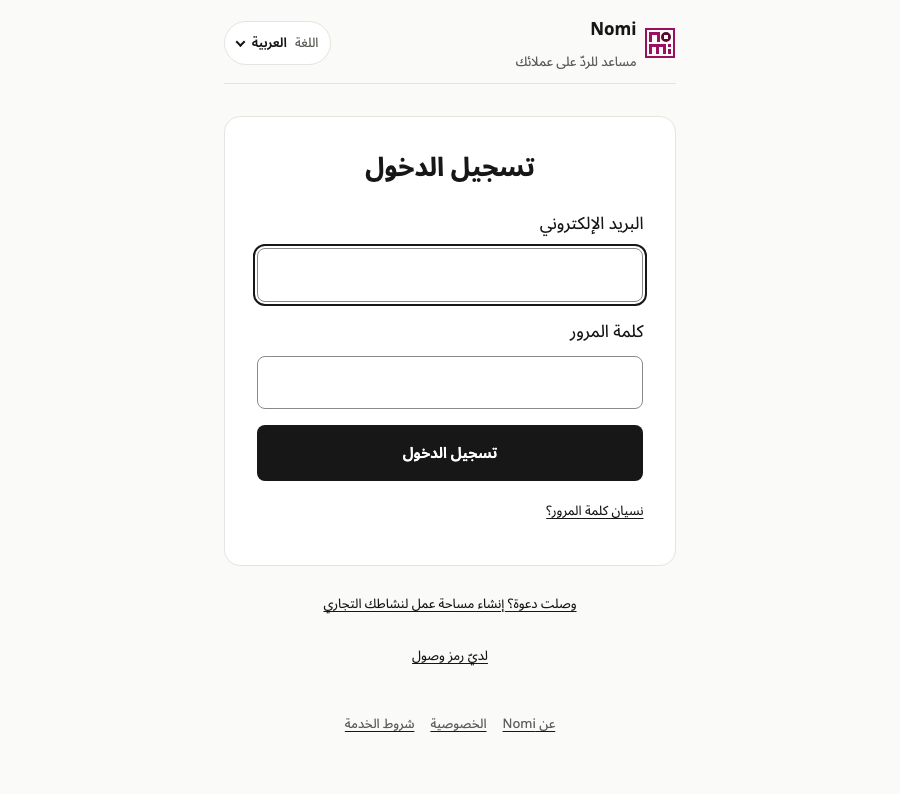 Nomi
مساعد للردّ على عملائك
اللغة العربية
تسجيل الدخول
البريد الإلكتروني
كلمة المرور
تسجيل الدخول
نسيان كلمة المرور؟
وصلت دعوة؟ إنشاء مساحة عمل لنشاطك التجاري
لديّ رمز وصول
عن Nomi الخصوصية شروط الخدمة